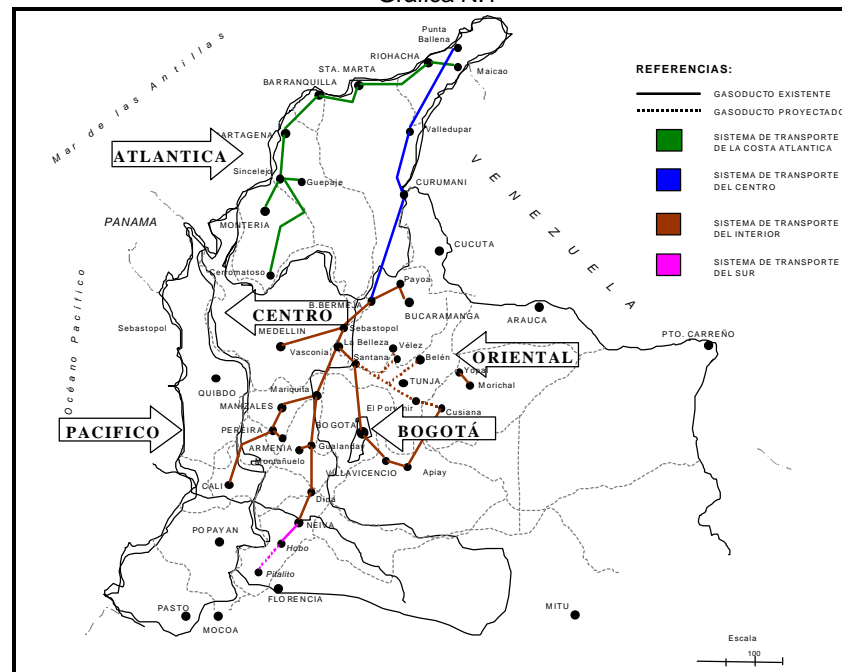 Gráfica N.1
Punta
Ballena
RIOHACHA
STA. MARTA
Maicao
BARRANQUILLA
Mar de las Antillas
REFERENCIAS:
GASODUCTO EXISTENTE
GASODUCTO PROYECTADO
SISTEMA DE TRANSPORTE
DE LA COSTA ATLANTICA
SISTEMA DE TRANSPORTE
DEL CENTRO
SISTEMA DE TRANSPORTE
DEL INTERIOR
SISTEMA DE TRANSPORTE
DEL SUR
ARTAGENA
Valledupar
ATLANTICA
VENEZUELA
Sincelejo
Guepaje
CURUMANI
PANAMA
MONTERIA
CUCUTA
Cerromatoso
Payoa
Océano Pacífico
B.BERMEJA
BUCARAMANGA
ARAUCA
CENTRO
Sebastopol
Sebastopol
MEDELLIN
PTO. CARREÑO
La Belleza
Vélez
Vasconia
Santana
Belén
ORIENTAL
Yopal
QUIBDO
TUNJA
Morichal
Mariquita
MANIZALES
El Porvenir
Cusiana
PACIFICO
PEREIRA
BOGOTÁ
BOGOTÁ
ARMENIA
Gualanday
Montañuelo
VILLAVICENCIO
Apiay
CALI
Dina
NEIVA
POPAYAN
Hobo
Pitalito
FLORENCIA
PASTO
MOCOA
MITU
Escala
100